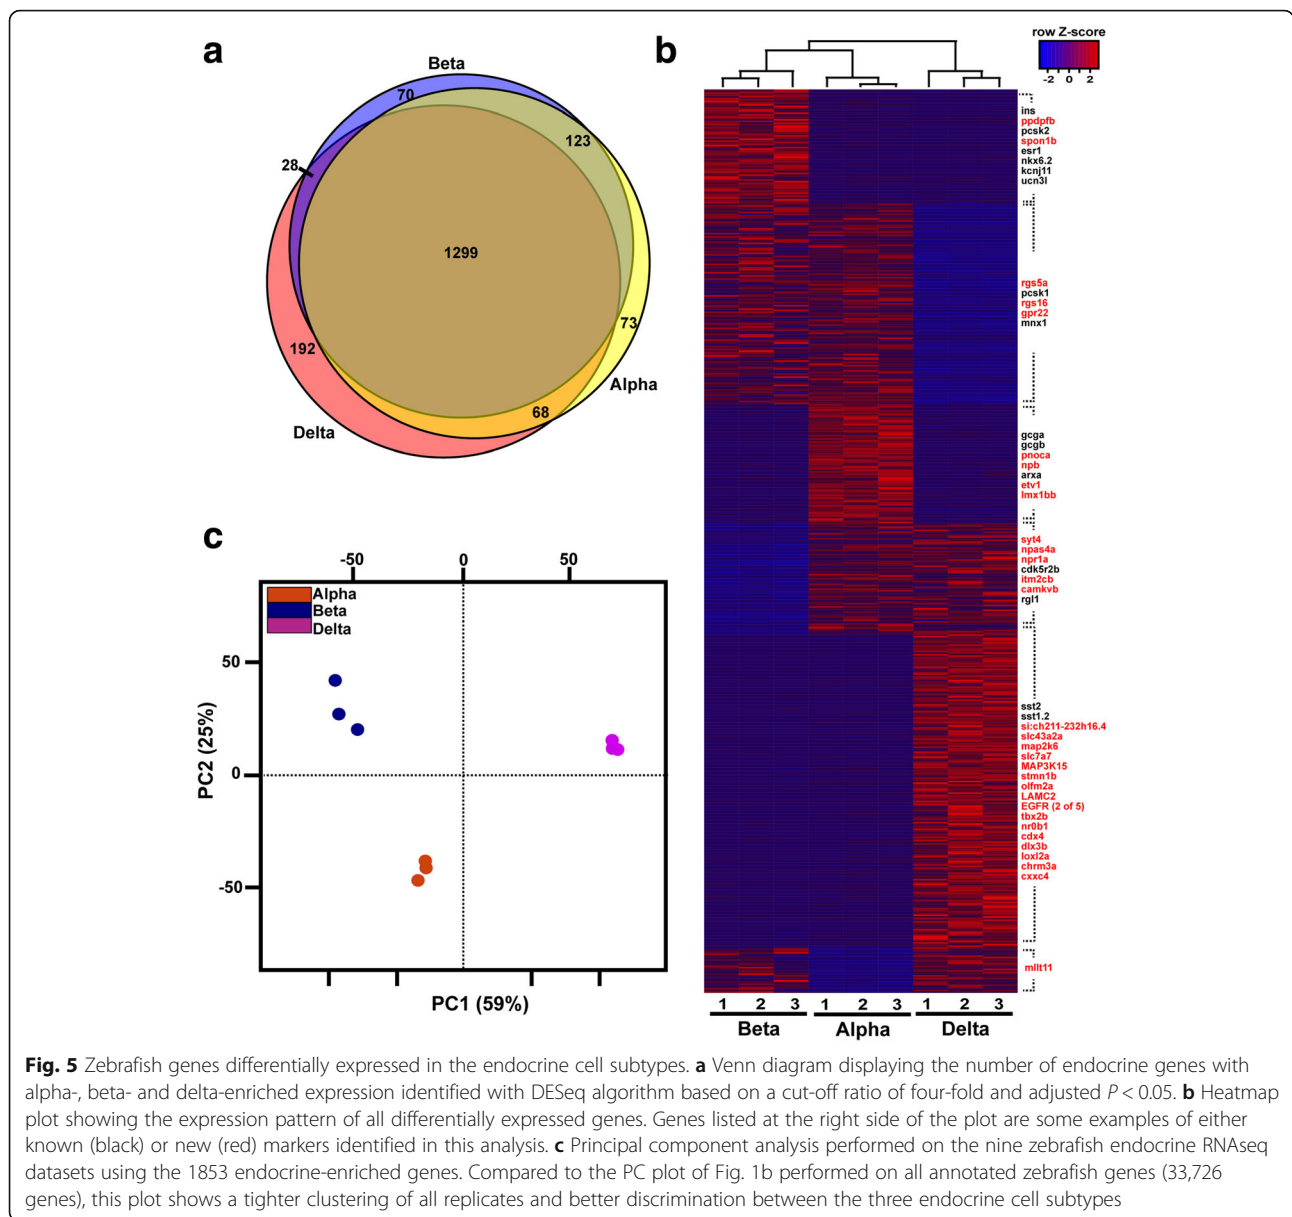 a
Beta
70
123
28
1299
73
192
Alpha
68
Delta
b
row Z-score
-2 0 2
ins
ppdpfb
pcsk2
spon1b
esr1
nkx6.2
kcnj11
ucn3l
rgs5a
pcsk1
rgs16
gpr22
mnx1
gcga
gcgb
pnoca
npb
arxa
etv1
lmx1bb
syt4
npas4a
npr1a
cdk5r2b
itm2cb
camkvb
rgl1
sst2
sst1.2
si:ch211-232h16.4
slc43a2a
map2k6
slc7a7
MAP3K15
stmn1b
olfm2a
LAMC2
EGFR (2 of 5)
tbx2b
nr0b1
cdx4
dlx3b
loxl2a
chrm3a
cxxc4
mllt11
1 2 3 1 2 3 1 2 3
Beta Alpha Delta
c
-50 0 50
Alpha
Beta
Delta
50
0
-50
PC2 (25%)
PC1 (59%)
Fig. 5 Zebrafish genes differentially expressed in the endocrine cell subtypes. a Venn diagram displaying the number of endocrine genes with
alpha-, beta- and delta-enriched expression identified with DESeq algorithm based on a cut-off ratio of four-fold and adjusted P < 0.05. b Heatmap
plot showing the expression pattern of all differentially expressed genes. Genes listed at the right side of the plot are some examples of either
known (black) or new (red) markers identified in this analysis. c Principal component analysis performed on the nine zebrafish endocrine RNAseq
datasets using the 1853 endocrine-enriched genes. Compared to the PC plot of Fig. 1b performed on all annotated zebrafish genes (33,726
genes), this plot shows a tighter clustering of all replicates and better discrimination between the three endocrine cell subtypes